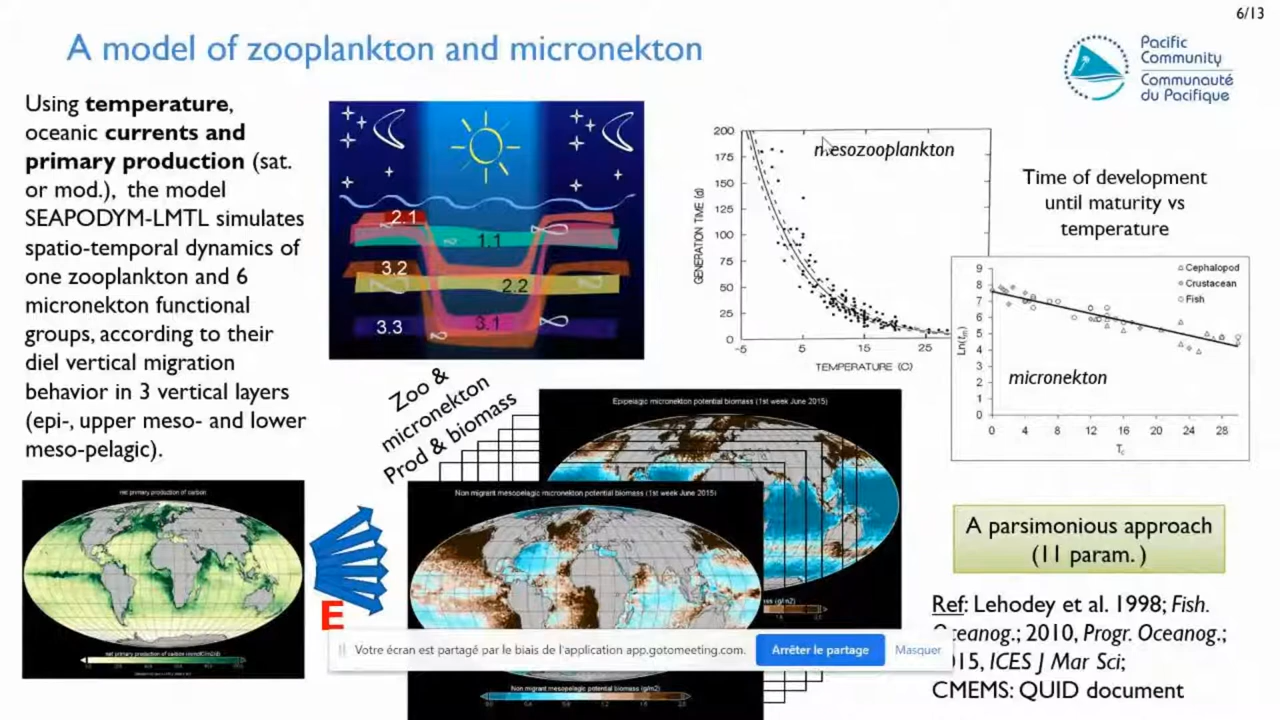 6/13
A model of zooplankton and micronekton
Pacific
Community
Communauté
du Pacifique
Using temperature,
oceanic currents and
primary production (sat.
or mod.), the model
SEAPODYM-LMTL simulates
spatio-temporal dynamics of
one zooplankton and 6
micronekton functional
groups, according to their
diel vertical migration
behavior in 3 vertical layers
(epi-, upper meso- and lower
meso-pelagic).
2.1
1.1
3.2
2.2
3.3
3.1
200
175
150
125
100
75
50
25
0
GENERATION TIME (d)
mesozooplankton
-5
5
15
25
TEMPERATURE (C)
Time of development
until maturity vs
temperature
9
8
7
6
5
4
3
2
1
0
Cephalopod
Crustacean
Fish
micronekton
0 4 8 12 16 20 24 28
Zoo &
micronekton
Prod & biomass
Epipelagic micronekton potential biomass (1st week June 2015)
Non migrant mesopelagic micronekton potential biomass (1st week June 2015)
net primary production of carbon
E
A parsimonious approach
(11 param. )
Ref: Lehodey et al. 1998; Fish.
Oceanog.; 2010, Progr. Oceanog.;
015, ICES J Mar Sci;
CMEMS: QUID document
Votre écran est partagé par le biais de l'application app.gotomeeting.com.
Arrêter le partage
Masquer
Non migrant mesopelagic potential biomass (g/m2)